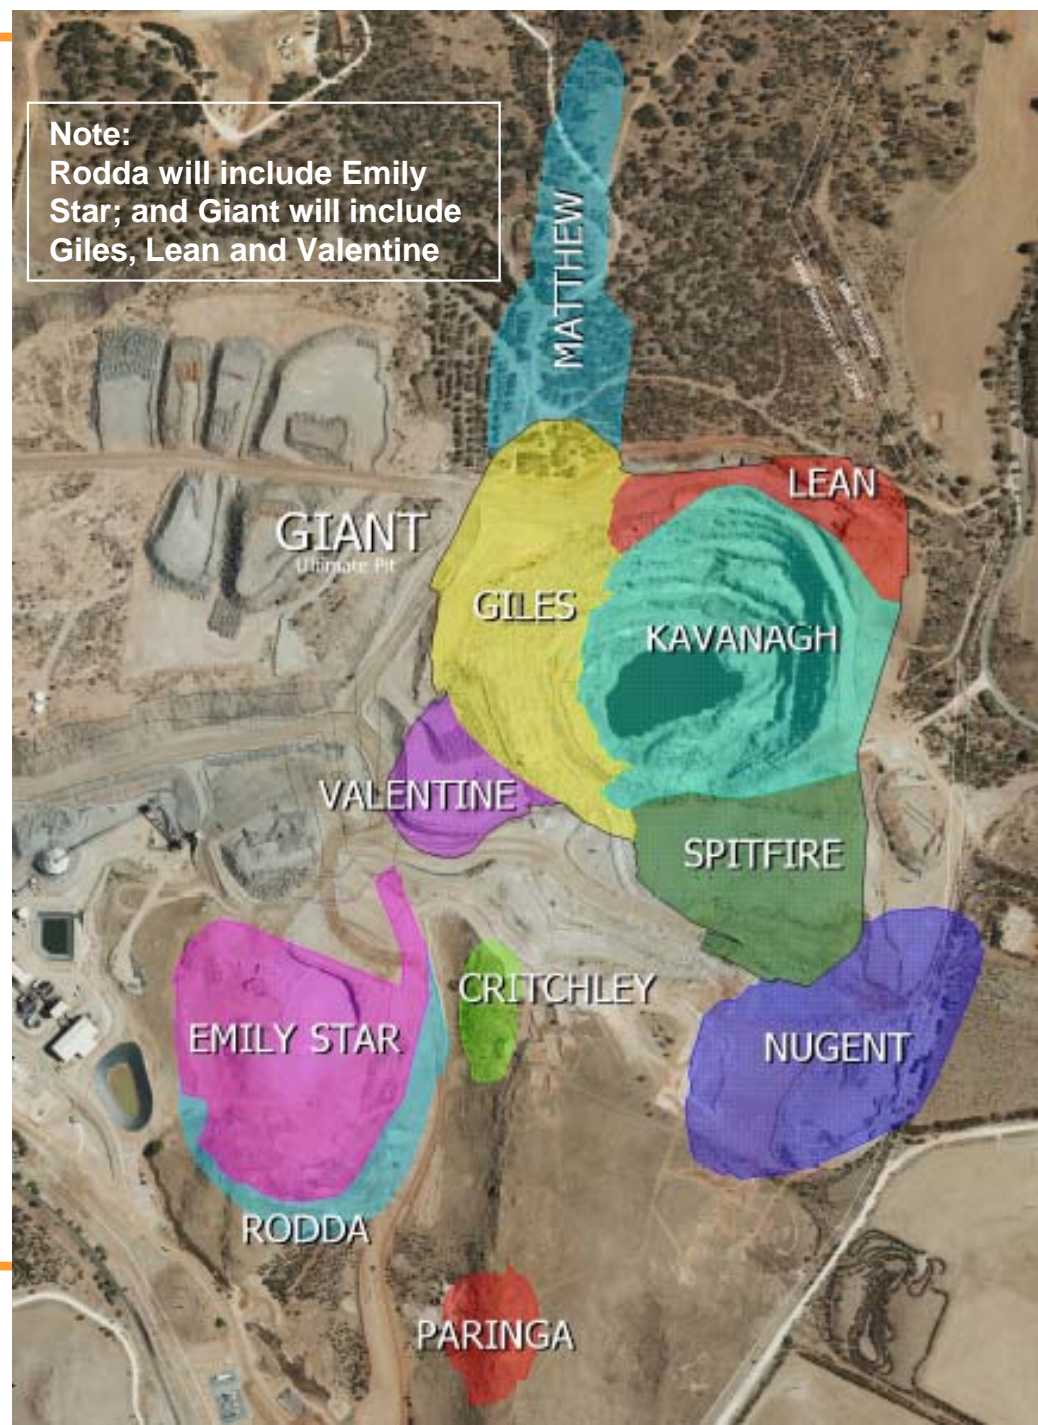 Note:
Rodda will include Emily
Star; and Giant will include
Giles, Lean and Valentine
MATTHEW
LEAN
GIANT
Ultimate Pit
GILES
KAVANAGH
VALENTINE
SPITFIRE
CRITCHLEY
EMILY STAR
NUGENT
RODDA
PARINGA